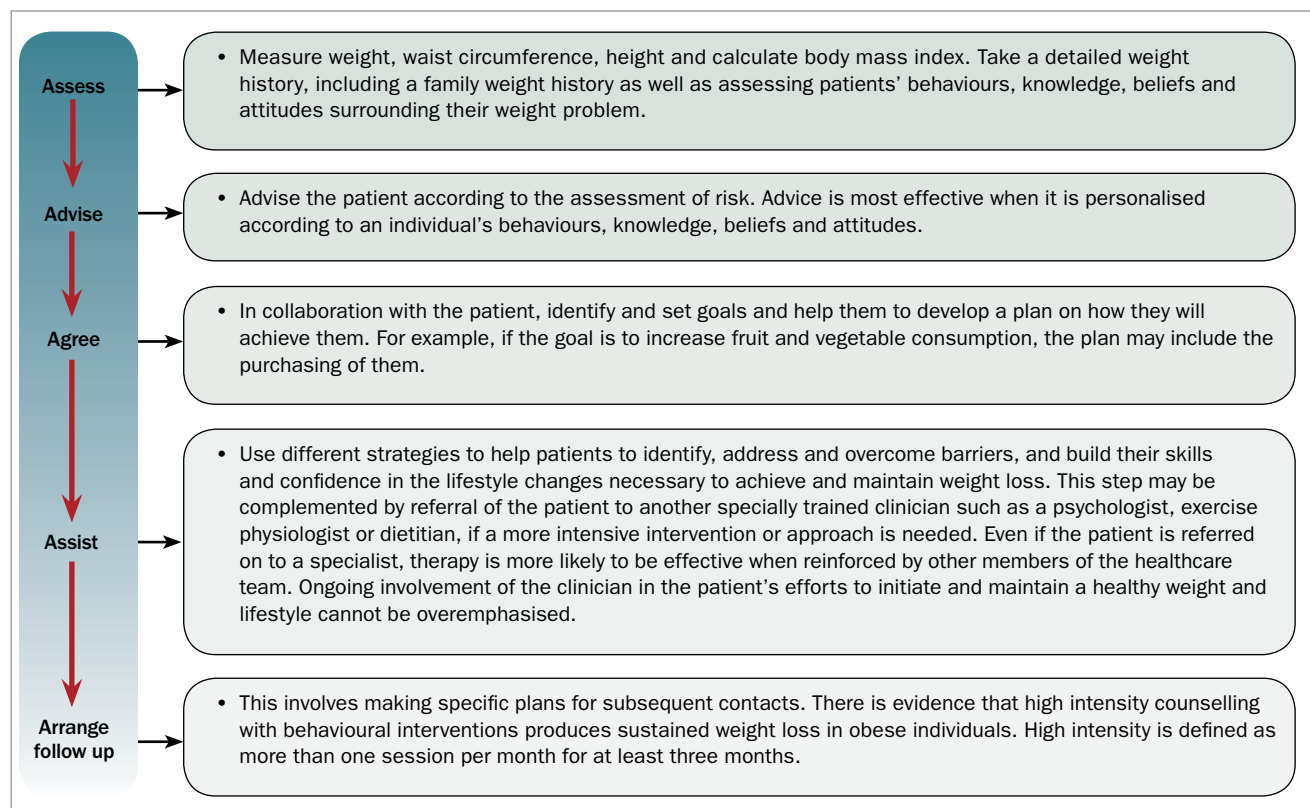 Assess
• Measure weight, waist circumference, height and calculate body mass index. Take a detailed weight
history, including a family weight history as well as assessing patients' behaviours, knowledge, beliefs and
attitudes surrounding their weight problem.
Advise
• Advise the patient according to the assessment of risk. Advice is most effective when it is personalised
according to an individual's behaviours, knowledge, beliefs and attitudes.
Agree
• In collaboration with the patient, identify and set goals and help them to develop a plan on how they will
achieve them. For example, if the goal is to increase fruit and vegetable consumption, the plan may include the
purchasing of them.
Assist
• Use different strategies to help patients to identify, address and overcome barriers, and build their skills
and confidence in the lifestyle changes necessary to achieve and maintain weight loss. This step may be
complemented by referral of the patient to another specially trained clinician such as a psychologist, exercise
physiologist or dietitian, if a more intensive intervention or approach is needed. Even if the patient is referred
on to a specialist, therapy is more likely to be effective when reinforced by other members of the healthcare
team. Ongoing involvement of the clinician in the patient's efforts to initiate and maintain a healthy weight and
lifestyle cannot be overemphasised.
Arrange
follow up
• This involves making specific plans for subsequent contacts. There is evidence that high intensity counselling
with behavioural interventions produces sustained weight loss in obese individuals. High intensity is defined as
more than one session per month for at least three months.